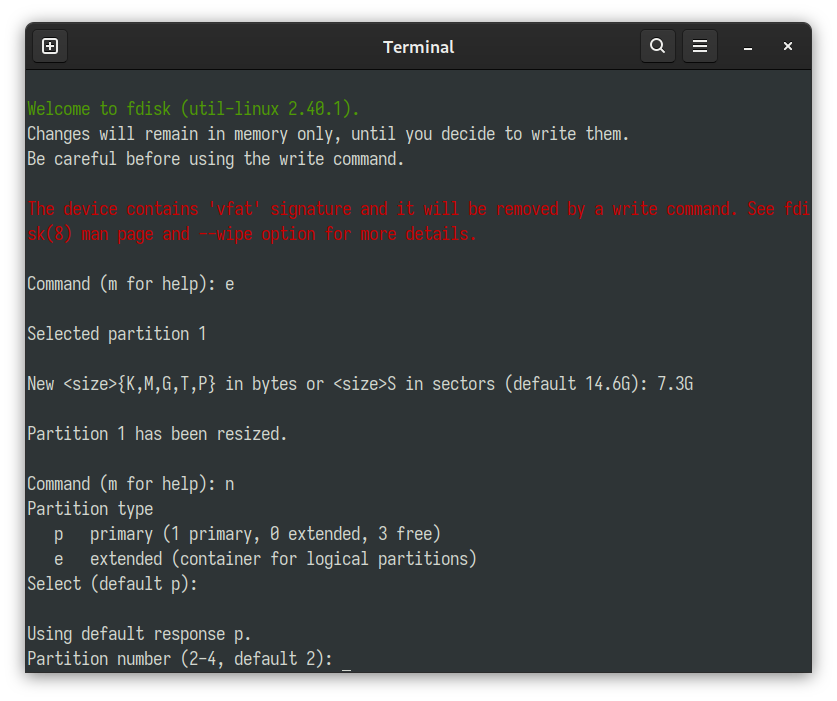 Terminal
Welcome to fdisk (util-linux 2.40.1).
Changes will remain in memory only, until you decide to write them.
Be careful before using the write command.
The device contains 'vfat' signature and it will be removed by a write command. See fdi
sk(8) man page and --wipe option for more details.
Command (m for help): e
Selected partition 1
New <size>{K,M,G,T,P} in bytes or <size>S in sectors (default 14.6G): 7.3G
Partition 1 has been resized.
Command (m for help): n
Partition type
   p   primary (1 primary, 0 extended, 3 free)
   e   extended (container for logical partitions)
Select (default p):
Using default response p.
Partition number (2-4, default 2): _